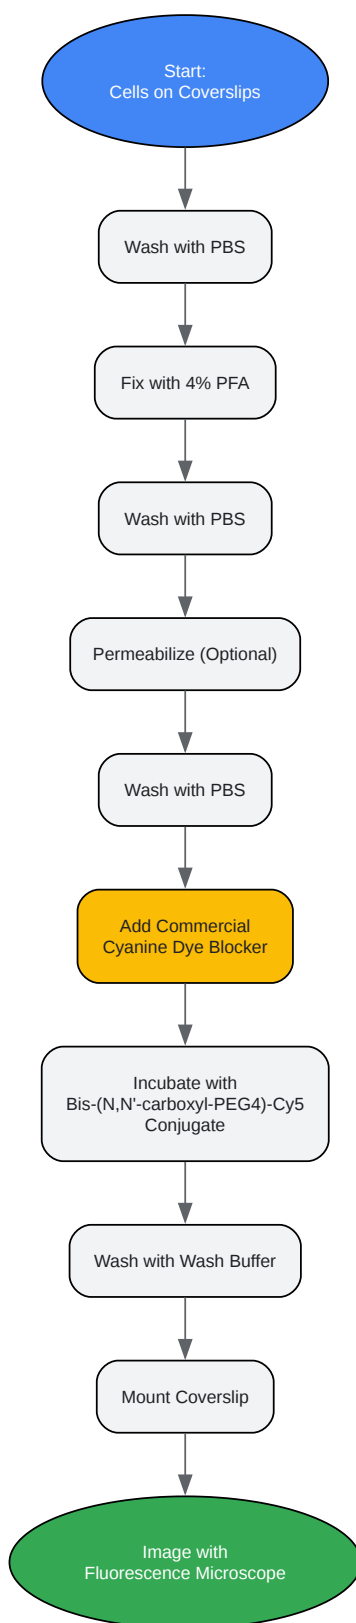 Start:
Cells on Coverslips
Wash with PBS
Fix with 4% PFA
Wash with PBS
Permeabilize (Optional)
Wash with PBS
Add Commercial
Cyanine Dye Blocker
Incubate with
Bis-(N,N'-carboxyl-PEG4)-Cy5
Conjugate
Wash with Wash Buffer
Mount Coverslip
Image with
Fluorescence Microscope